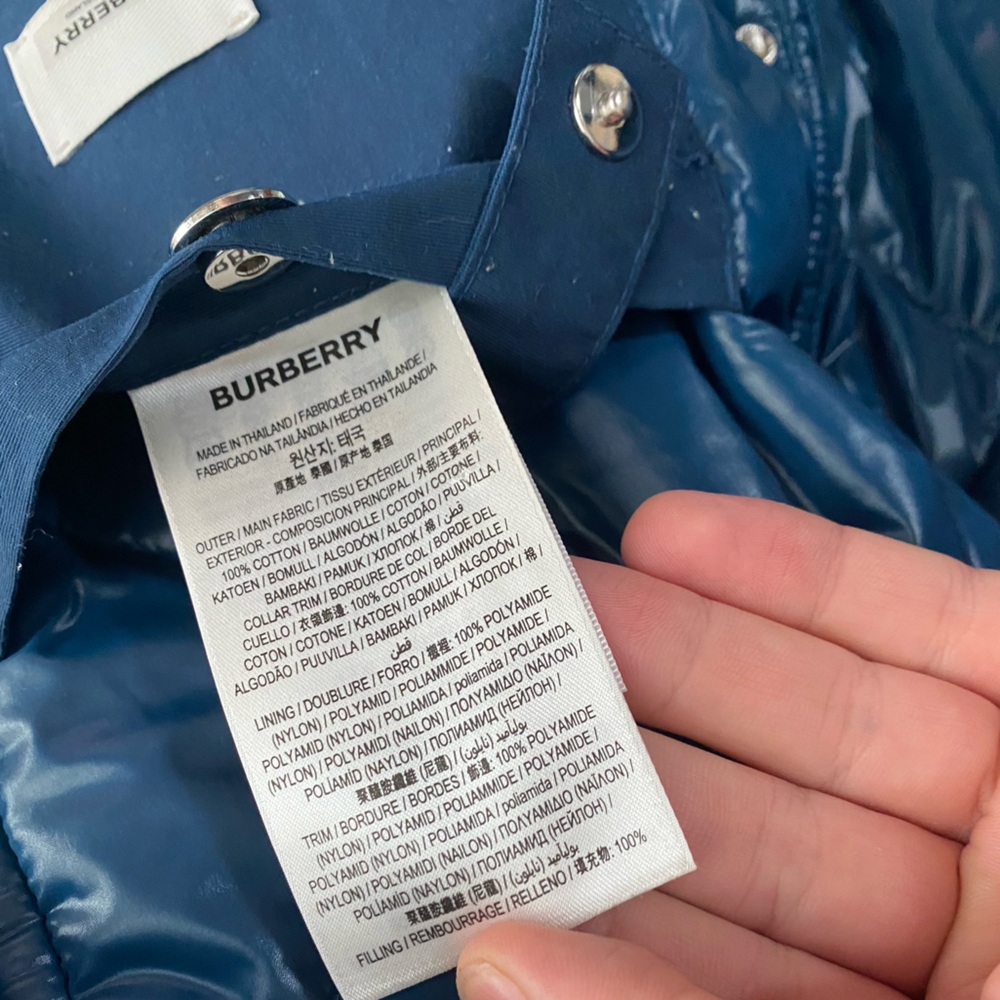 BURBERRY
BURBERRY
MADE IN THAILAND / FABRIQUÉ EN THAÏLANDE /
FABRICADO NA TAILÂNDIA / HECHO EN TAILANDIA
원산지: 태국
原產地 泰國 / 原产地 泰国
OUTER / MAIN FABRIC / TISSU EXTÉRIEUR / PRINCIPAL /
EXTERIOR - COMPOSICION PRINCIPAL / 外部/主要布料:
100% COTTON / BAUMWOLLE / COTON / COTONE /
KATOEN / BOMULL / ALGODÓN / ALGODÃO / PUUVILLA /
BAMBAKI / PAMUK / ХЛОПОК / 棉 / قطن
COLLAR TRIM / BORDURE DE COL / BORDE DEL
CUELLO / 衣領飾邊: 100% COTTON / BAUMWOLLE /
COTON / COTONE / KATOEN / BOMULL / ALGODÓN /
ALGODÃO / PUUVILLA / BAMBAKI / PAMUK / ХЛОПОК / 棉 /
قطن
LINING / DOUBLURE / FORRO / 襯裡: 100% POLYAMIDE
(NYLON) / POLYAMID / POLIAMMIDE / POLYAMIDE /
POLYAMID (NYLON) / POLIAMIDA / poliamida / POLIAMIDA
(NYLON) / POLYAMIDI (NAILON) / ΠΟΛΥΑΜΙΔΙΟ (ΝΑΪΛΟΝ) /
POLİAMİD (NAYLON) / ПОЛИАМИД (НЕЙЛОН) /
聚醯胺纖維 (尼龍) / بولياميد (نايلون)
TRIM / BORDURE / BORDES / 飾邊: 100% POLYAMIDE
(NYLON) / POLYAMID / POLIAMMIDE / POLYAMIDE /
POLYAMID (NYLON) / POLIAMIDA / poliamida / POLIAMID
(NYLON) / POLYAMIDI (NAILON) / ΠΟΛΥΑΜΙΔΙΟ (ΝΑΪΛΟΝ) /
POLİAMİD (NAYLON) / ПОЛИАМИД (НЕЙЛОН) /
聚醯胺纖維 (尼龍) / بولياميد (نايلون)
FILLING / REMBOURRAGE / RELLENO / 填充物: 100%